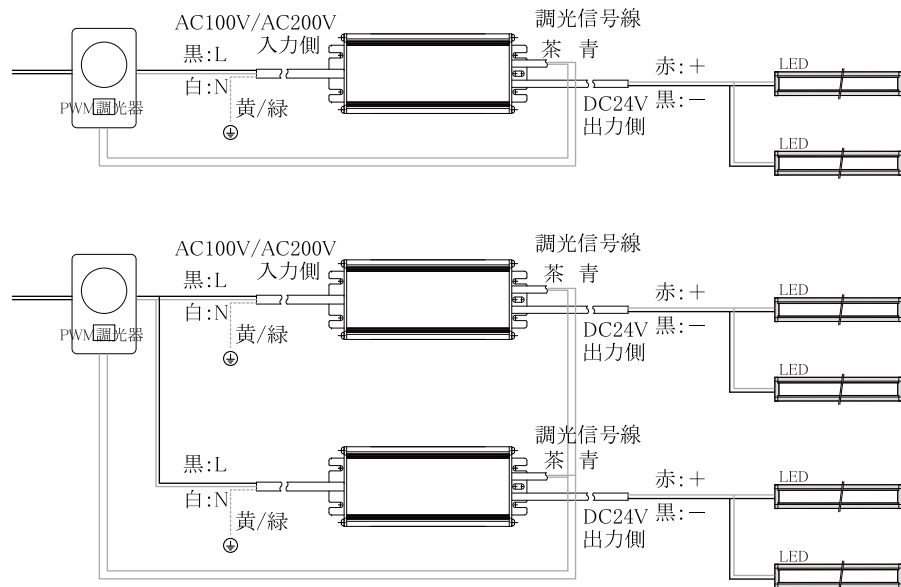 AC100V/AC200V
入力側
調光信号線
茶 青
黒:L
白:N
黄/緑
PWM調光器
赤:＋
黒:－
DC24V
出力側
LED
LED
AC100V/AC200V
入力側
調光信号線
茶 青
黒:L
白:N
黄/緑
PWM調光器
赤:＋
黒:－
DC24V
出力側
LED
LED
調光信号線
茶 青
黒:L
白:N
黄/緑
赤:＋
黒:－
DC24V
出力側
LED
LED